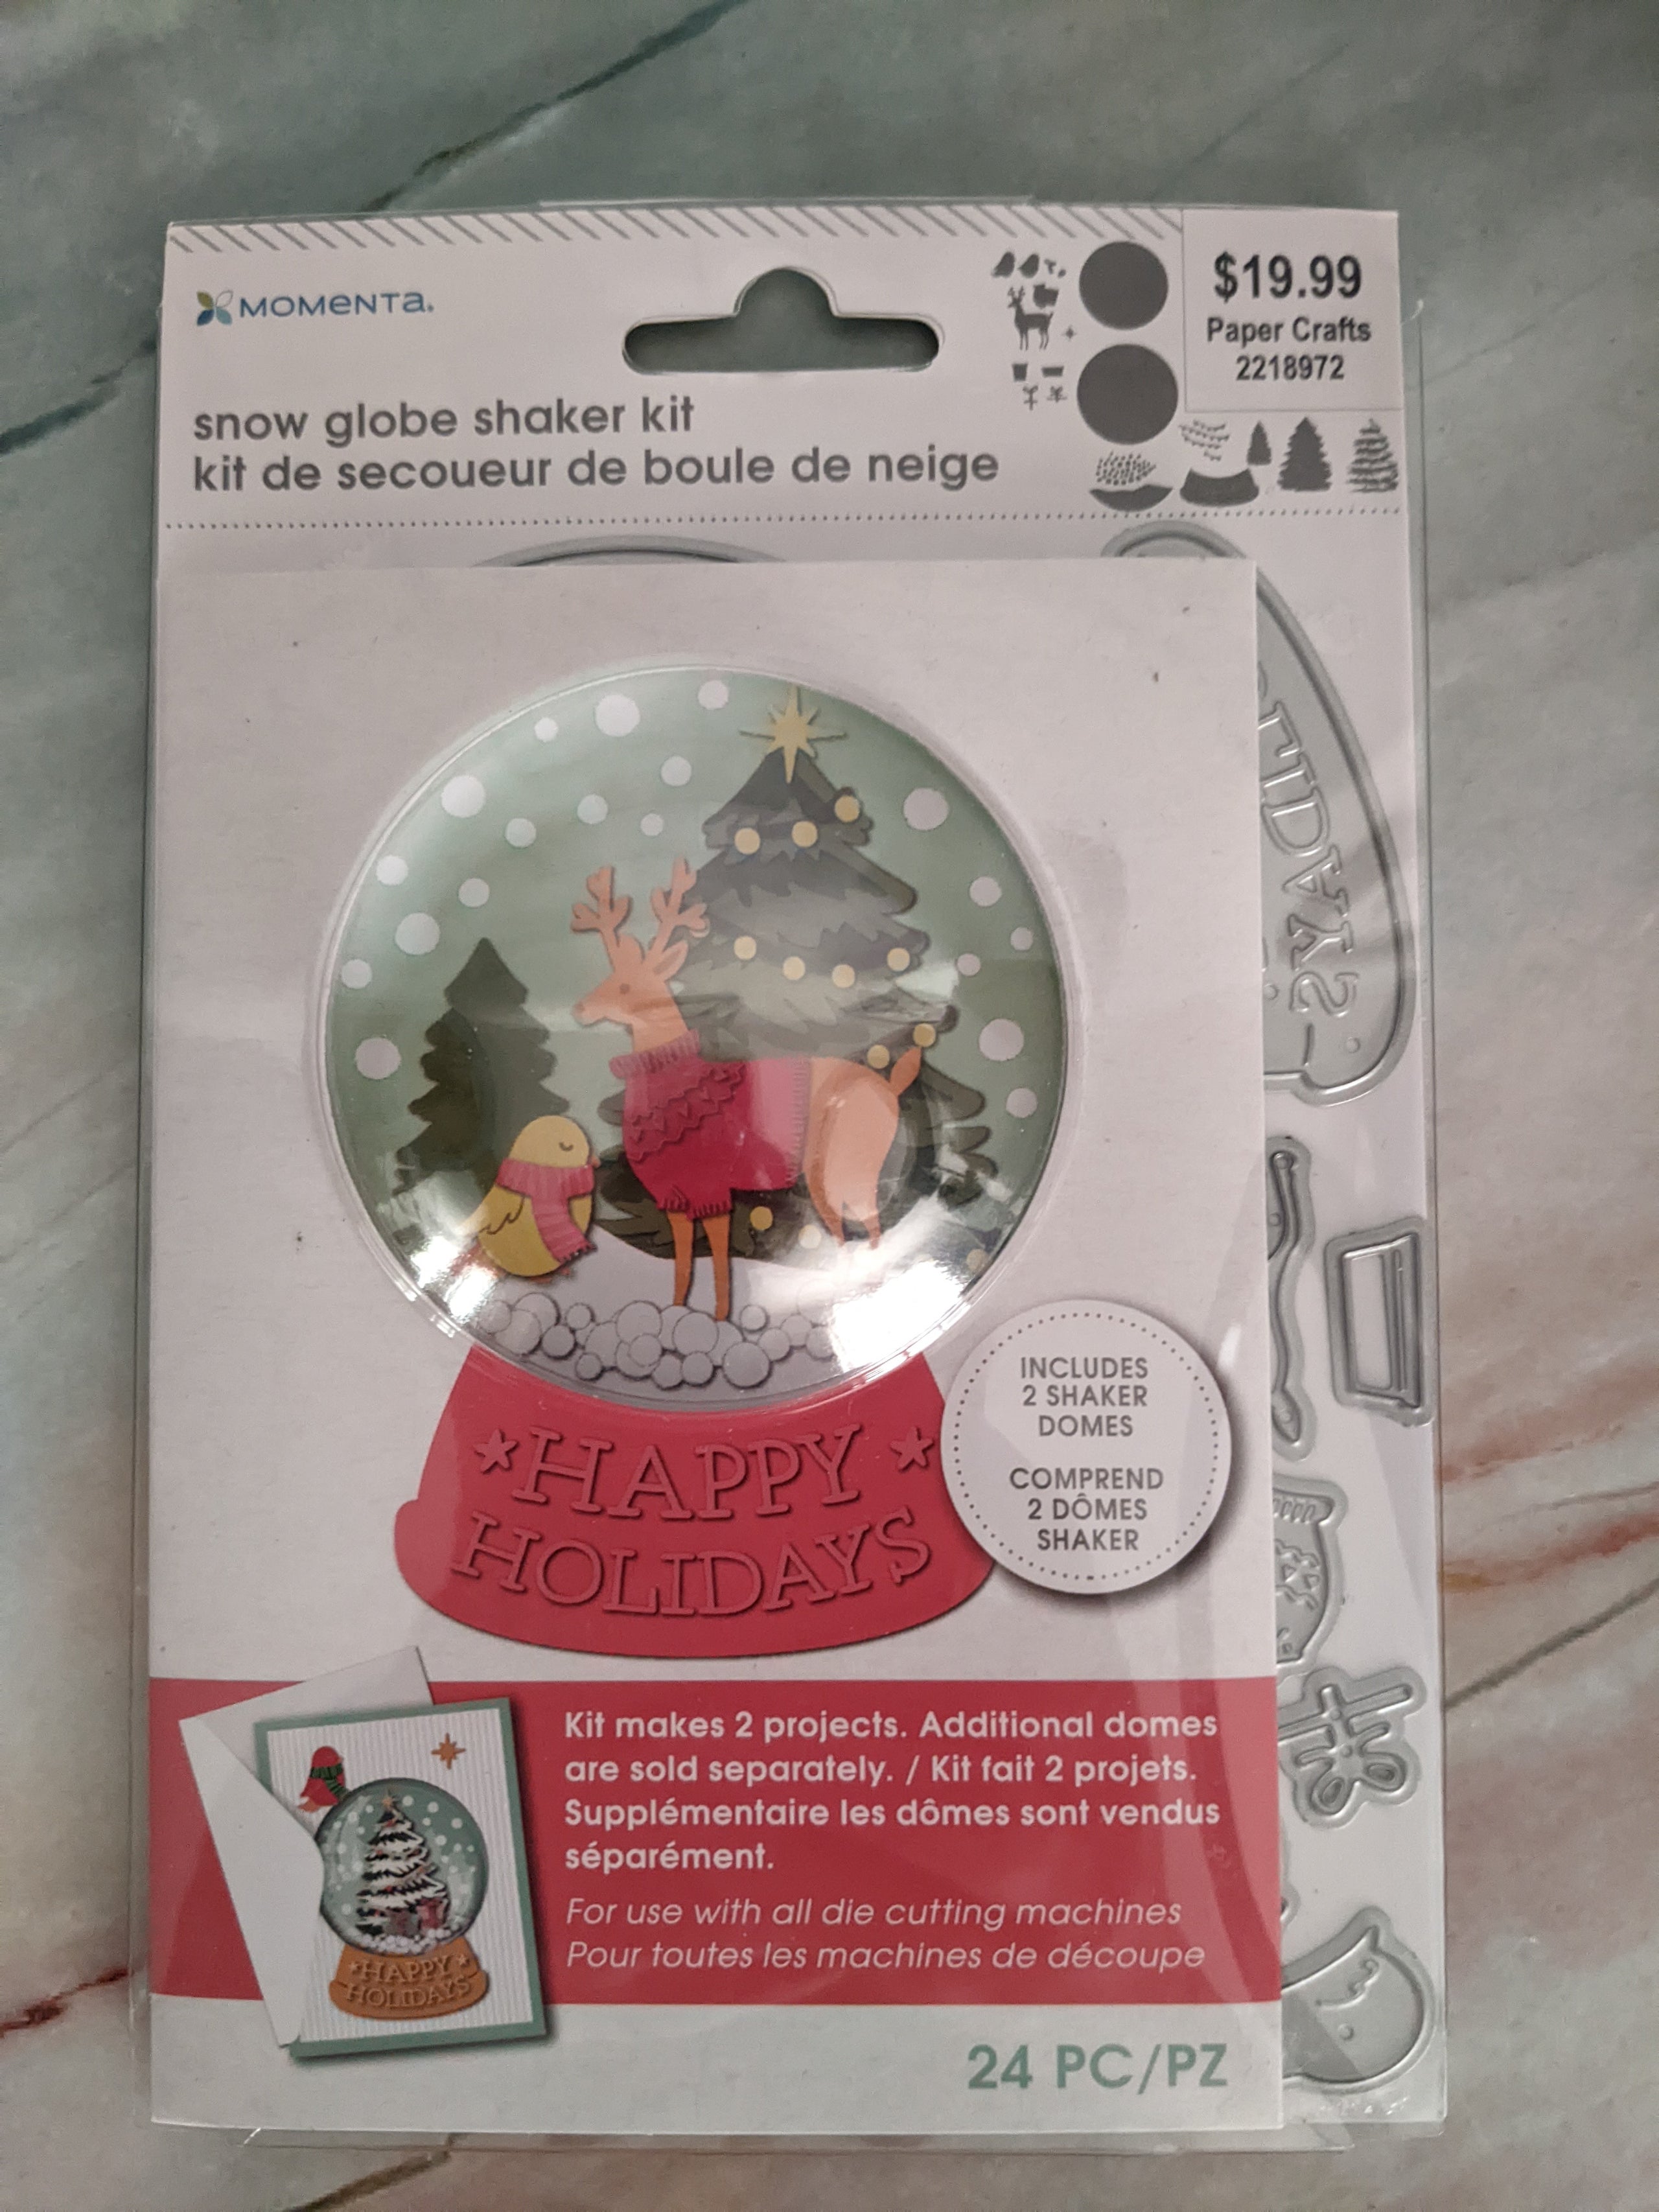 MOMENTA
$19.99
Paper Crafts
2218972
snow globe shaker kit
kit de secoueur de boule de neige
HOLIDAYS
HAPPY
HOLIDAYS
INCLUDES
2 SHAKER
DOMES
COMPREND
2 DÔMES
SHAKER
Kit makes 2 projects. Additional domes
are sold separately. / Kit fait 2 projets.
Supplémentaire les dômes sont vendus
séparément.
For use with all die cutting machines
Pour toutes les machines de découpe
HAPPY
HOLIDAYS
24 PC/PZ